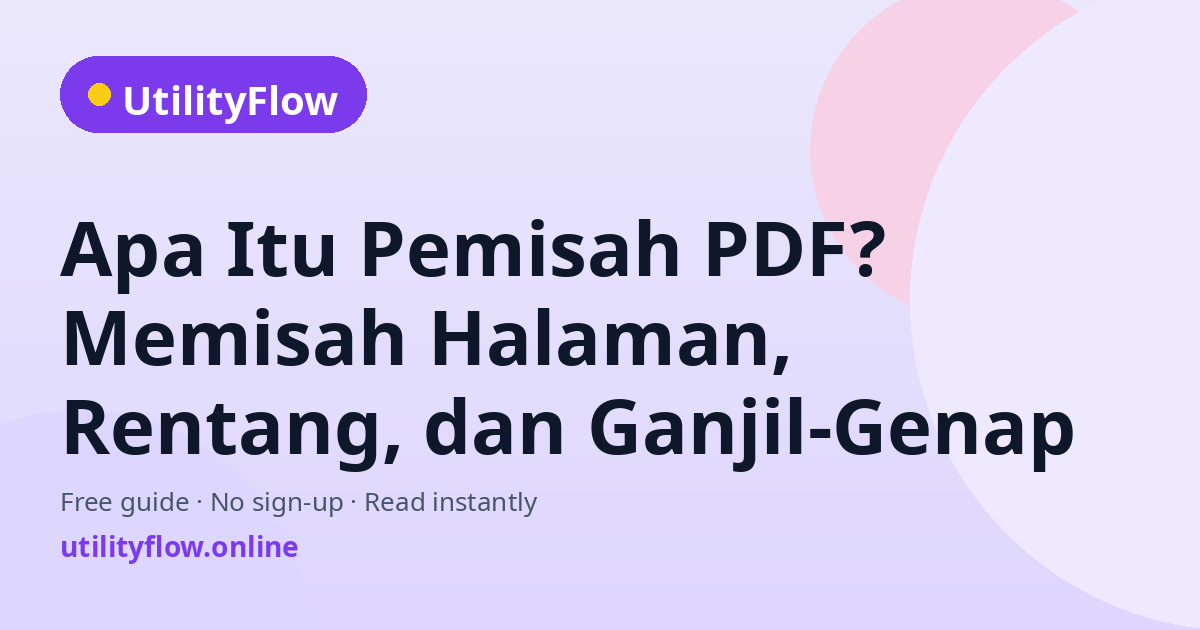 UtilityFlow
Apa Itu Pemisah PDF?
Memisah Halaman,
Rentang, dan Ganjil-Genap
Free guide · No sign-up · Read instantly
utilityflow.online